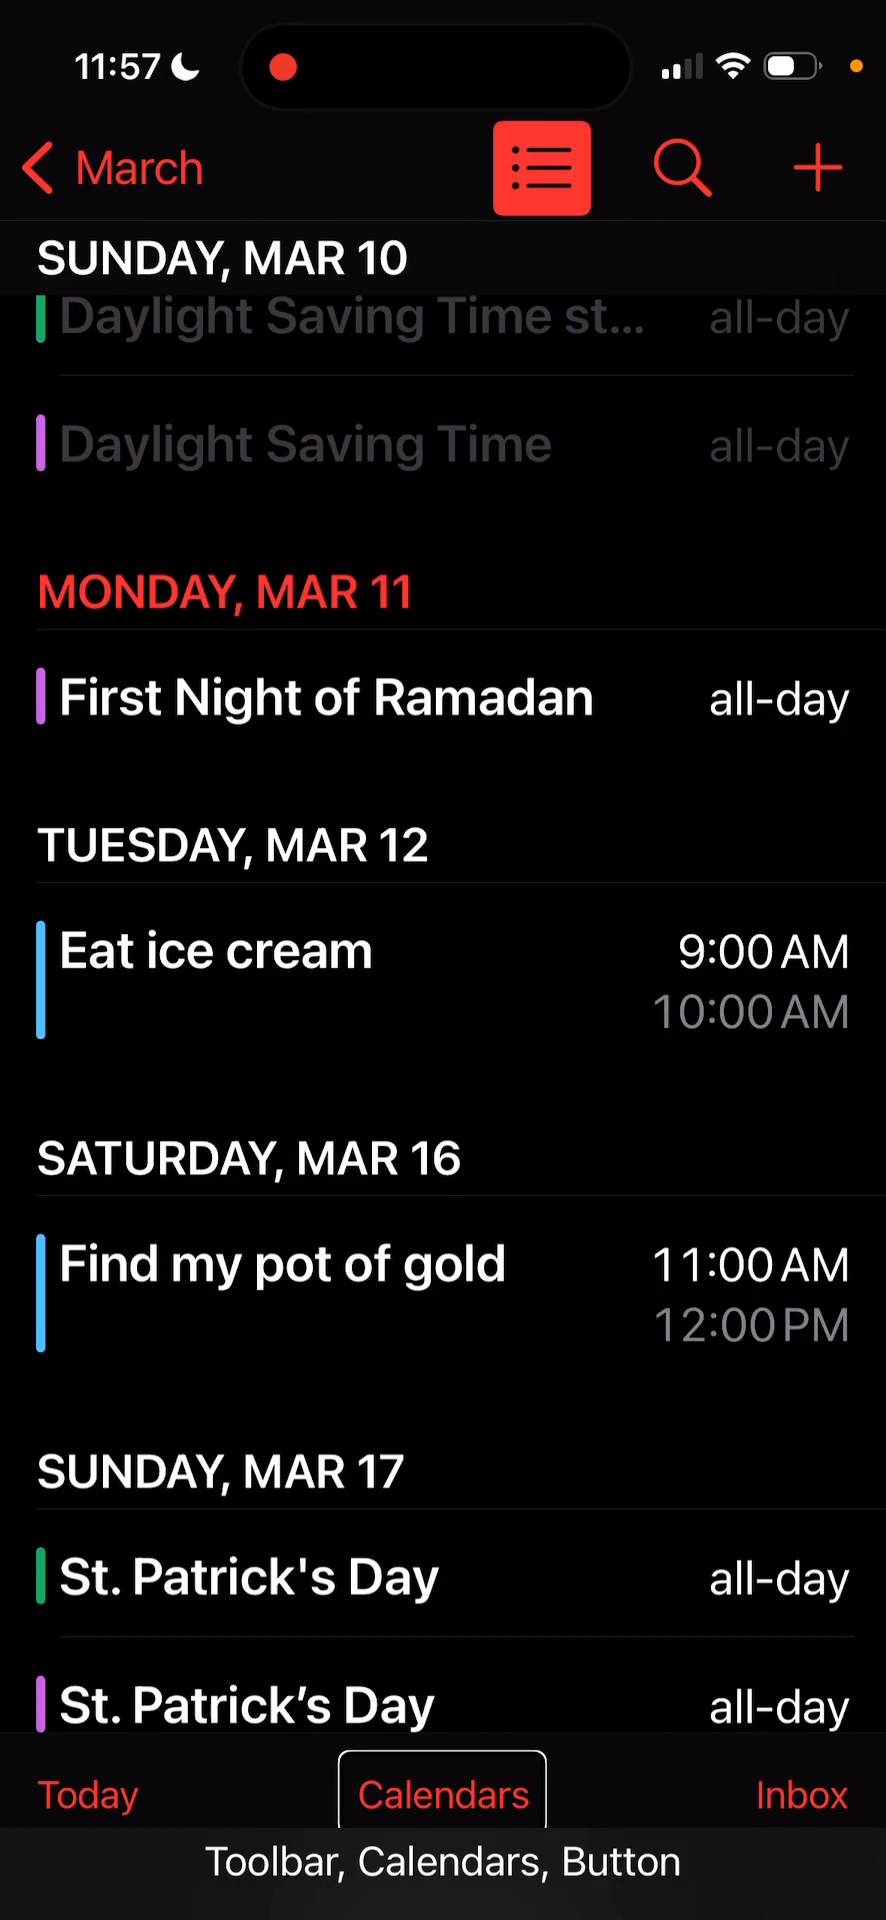 11:57
March
SUNDAY, MAR 10
Daylight Saving Time st... all-day
Daylight Saving Time all-day
MONDAY, MAR 11
First Night of Ramadan all-day
TUESDAY, MAR 12
Eat ice cream 9:00 AM
10:00 AM
SATURDAY, MAR 16
Find my pot of gold 11:00 AM
12:00 PM
SUNDAY, MAR 17
St. Patrick's Day all-day
St. Patrick’s Day all-day
Today Calendars Inbox
Toolbar, Calendars, Button